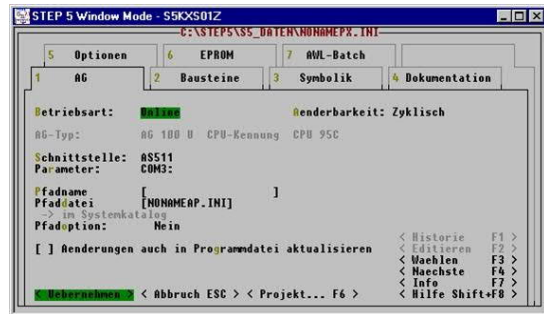 STEP 5 Window Mode - S5KXS01Z
C:\STEP5\S5_DATEN\NONAMEPX.INI
5 Optionen 6 EPROM 7 AWL-Batch
1 AG 2 Bausteine 3 Symbolik 4 Dokumentation
Betriebsart: Online Aenderbarkeit: Zyklisch
AG-Typ: AG 100 U CPU-Kennung CPU 95C
Schnittstelle: AS511
Parameter: COM3:
Pfadname [ ]
Pfaddatei [NONAMEAP.INI]
-> im Systemkatalog
Pfadoption: Nein
[ ] Aenderungen auch in Programmdatei aktualisieren
< Historie F1 >
< Editieren F2 >
< Waehlen F3 >
< Naechste F4 >
< Info F7 >
< Hilfe Shift+F8 >
< Uebernehmen > < Abbruch ESC > < Projekt... F6 >